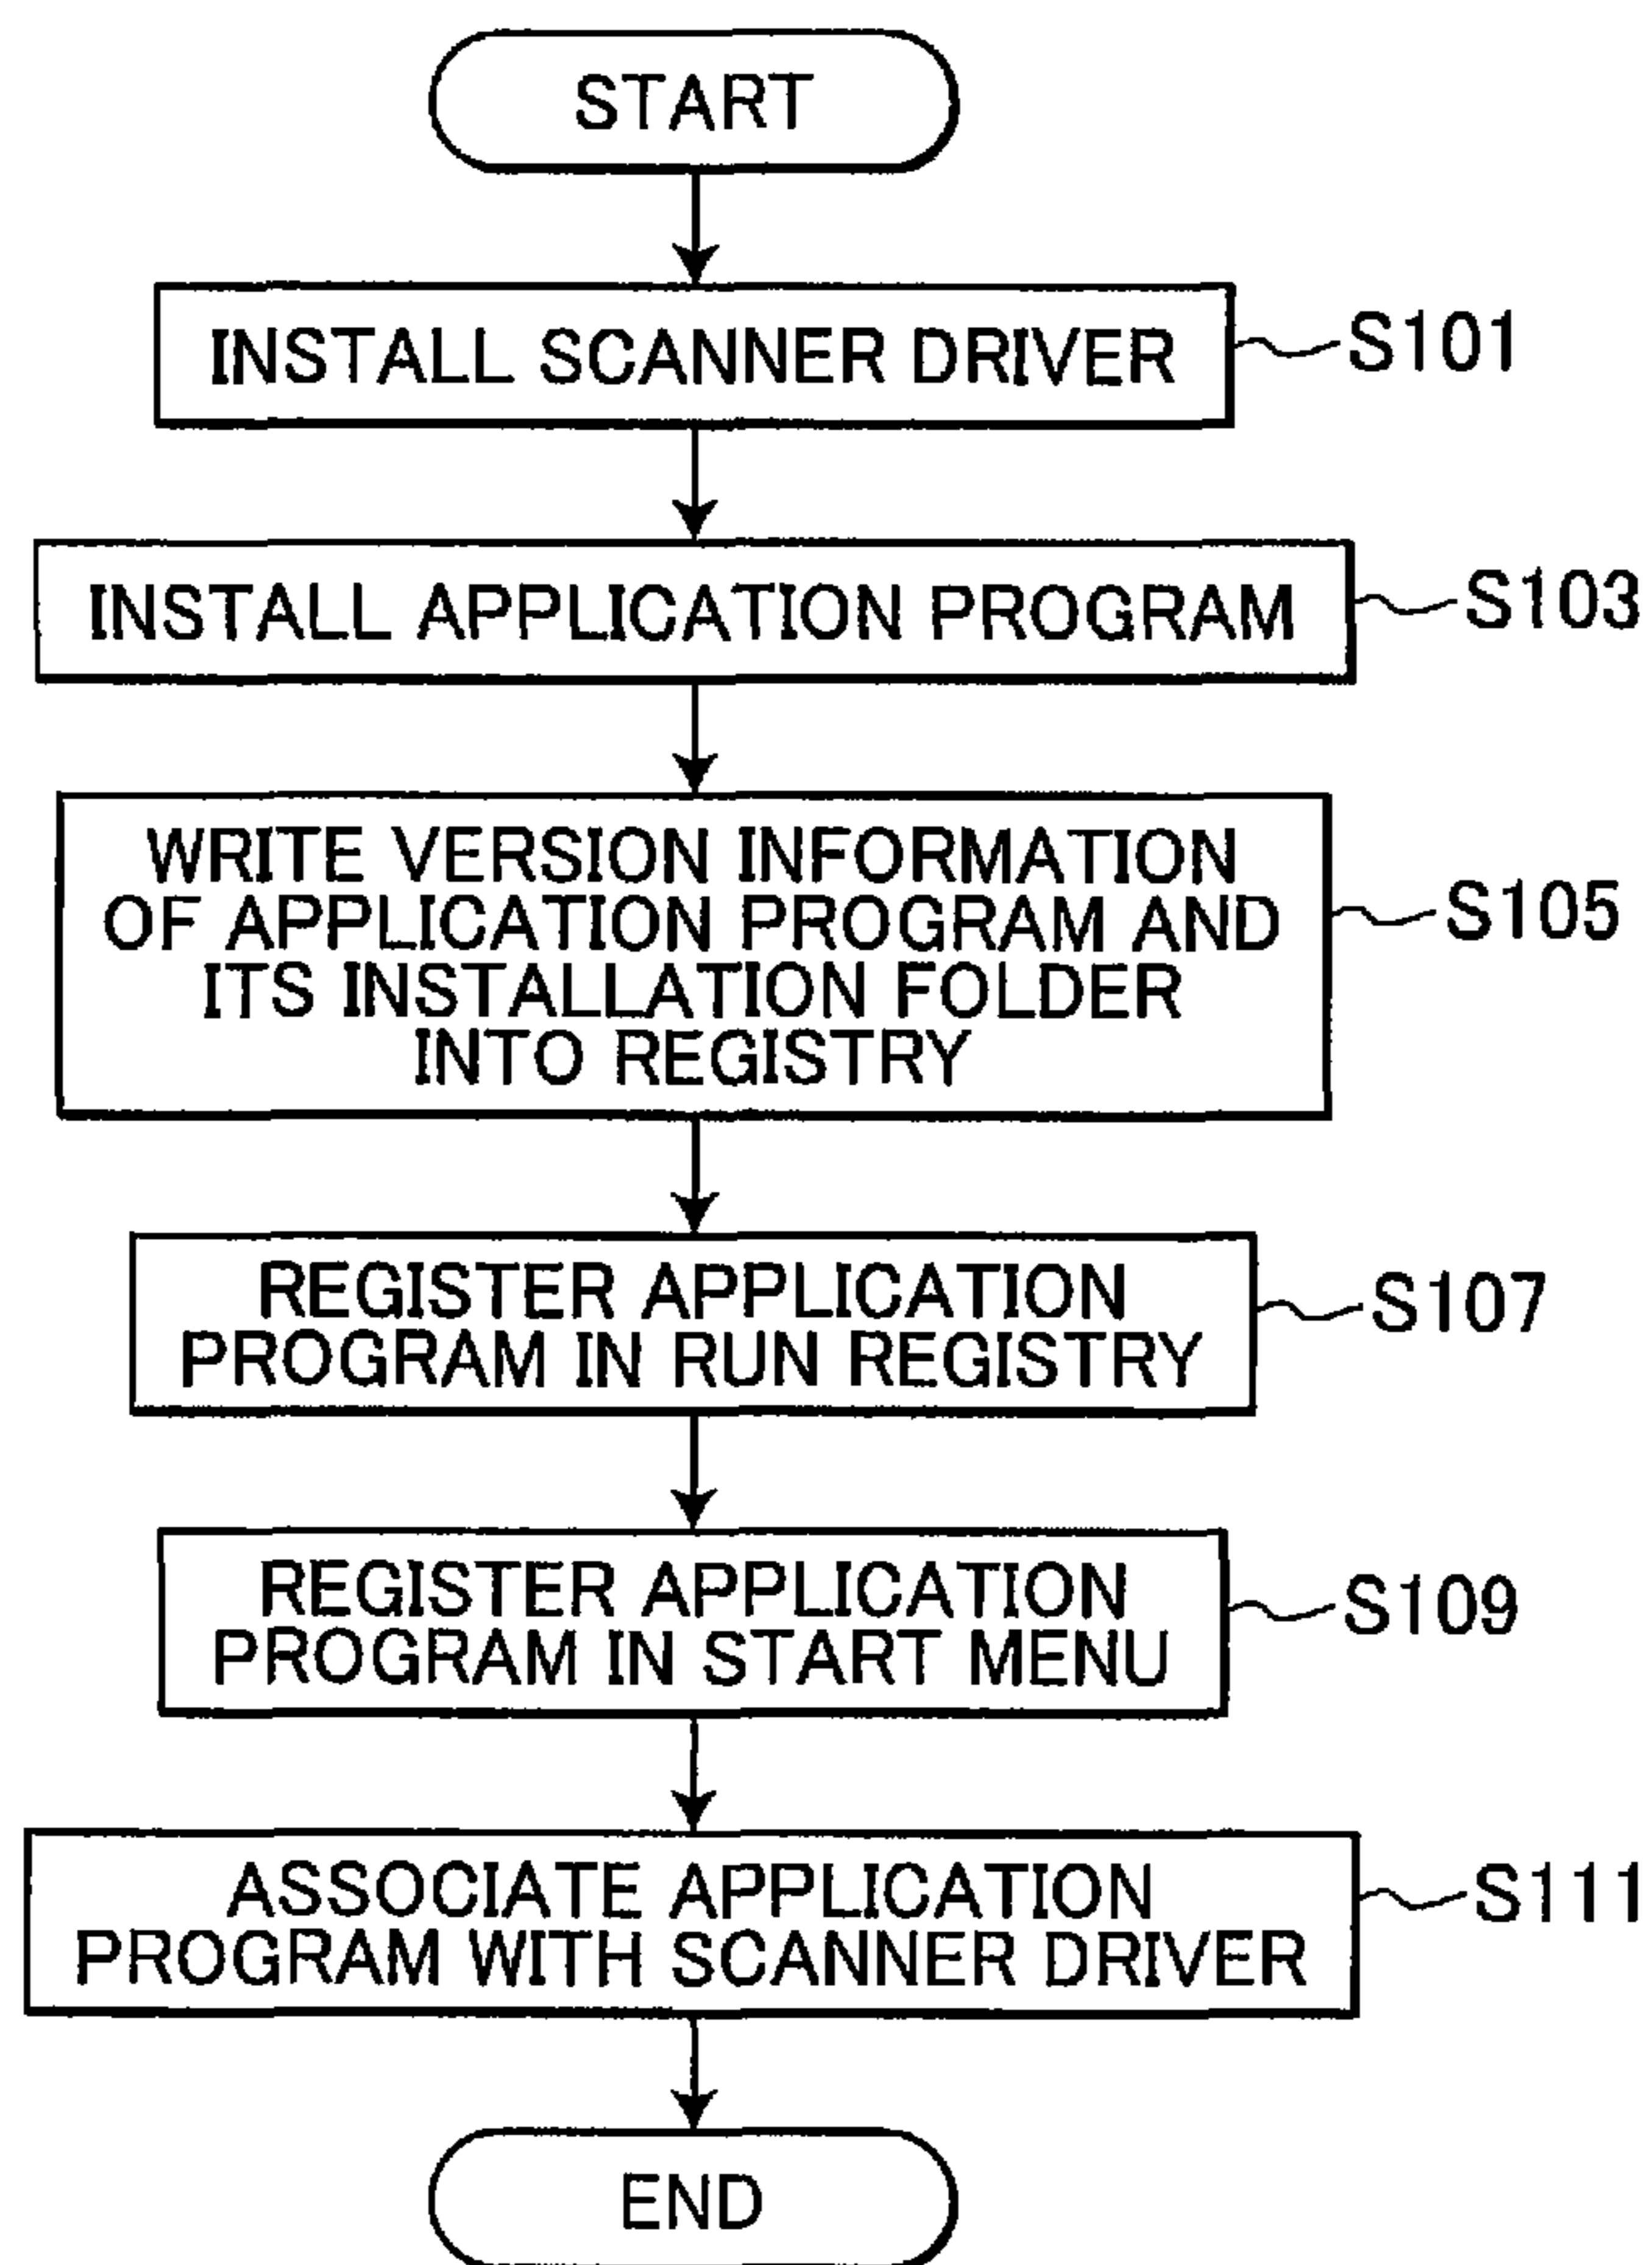 START
INSTALL SCANNER DRIVER
S101
INSTALL APPLICATION PROGRAM
S103
WRITE VERSION INFORMATION
OF APPLICATION PROGRAM AND
ITS INSTALLATION FOLDER
INTO REGISTRY
S105
REGISTER APPLICATION
PROGRAM IN RUN REGISTRY
S107
REGISTER APPLICATION
PROGRAM IN START MENU
S109
ASSOCIATE APPLICATION
PROGRAM WITH SCANNER DRIVER
S111
END